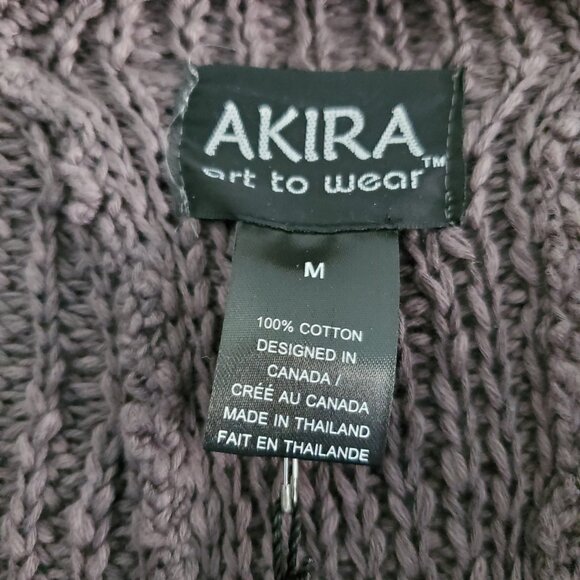 AKIRA
art to wear™
M
100% COTTON
DESIGNED IN
CANADA /
CRÉÉ AU CANADA
MADE IN THAILAND
FAIT EN THAILANDE